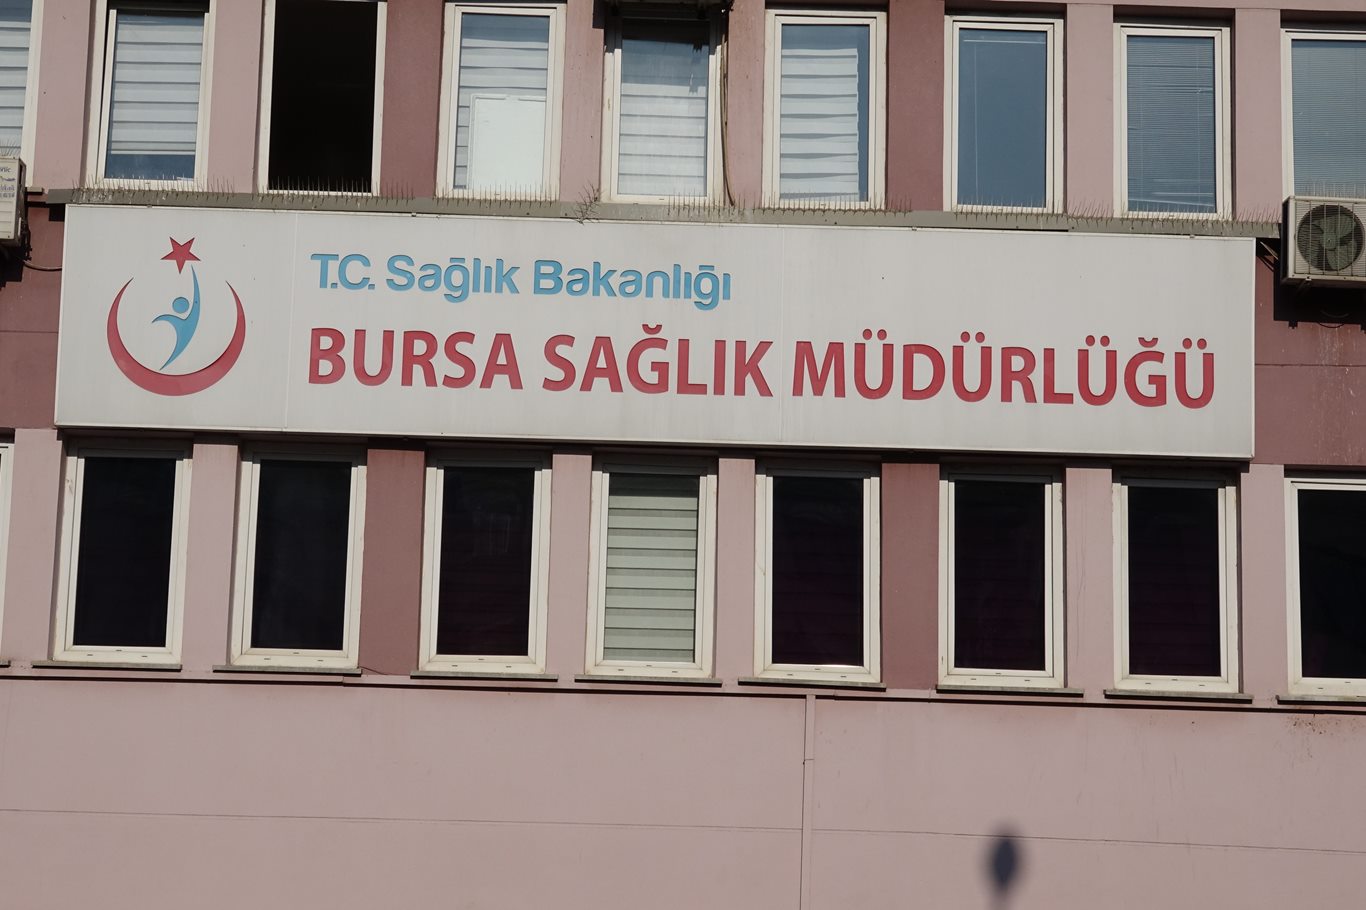 T.C. Sağlık Bakanlığı
BURSA SAĞLIK MÜDÜRLÜĞÜ